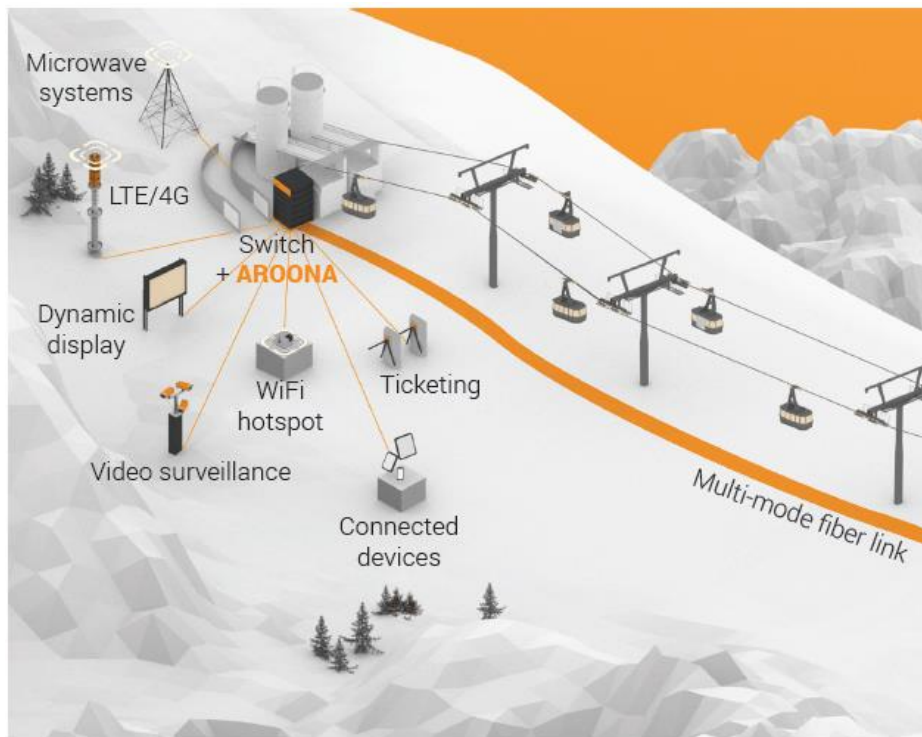 Microwave
systems
LTE/4G
Switch
+ AROONA
Dynamic
display
WiFi
hotspot
Ticketing
Video surveillance
Connected
devices
Multi-mode fiber link